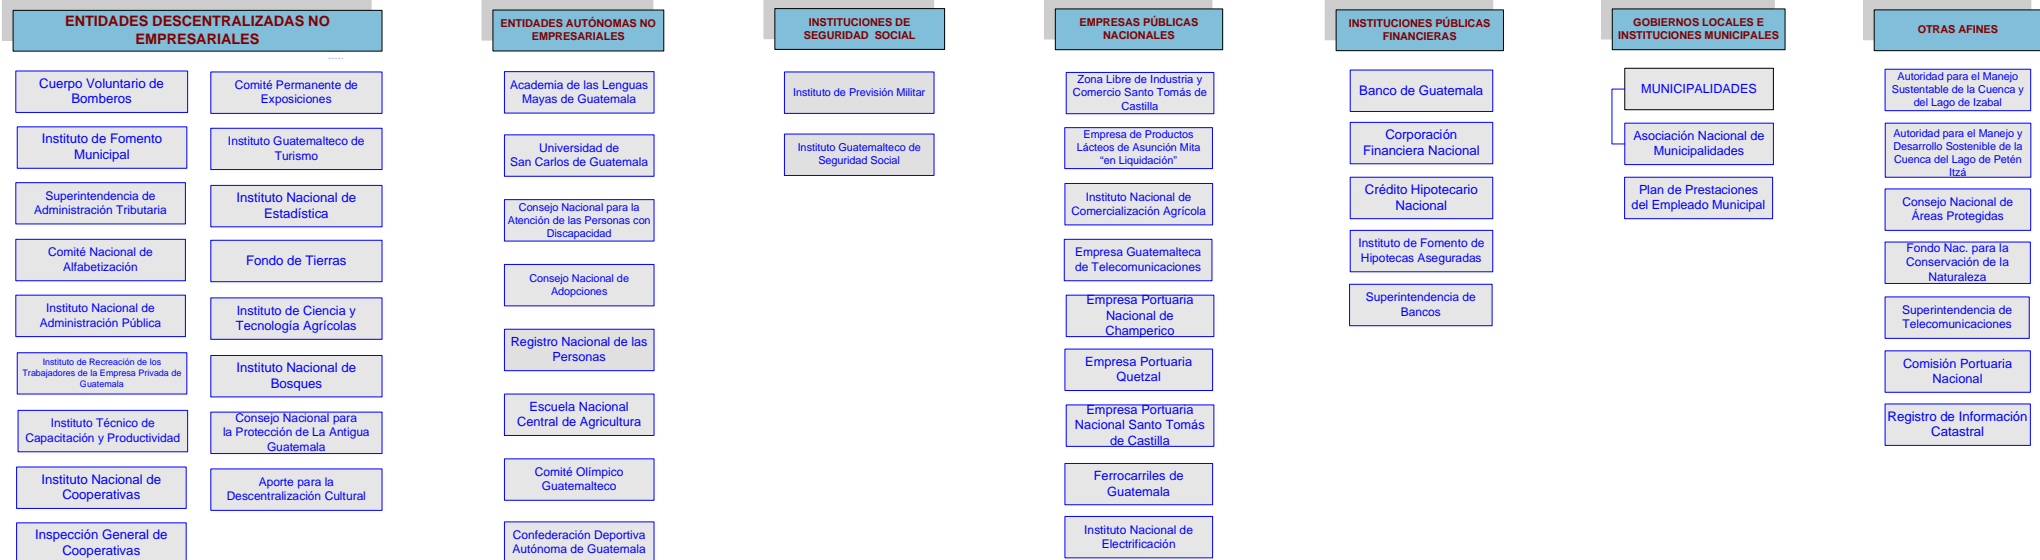 ENTIDADES DESCENTRALIZADAS NO
EMPRESARIALES
Cuerpo Voluntario de
Bomberos
Instituto de Fomento
Municipal
Superintendencia de
Administración Tributaria
Comité Nacional de
Alfabetización
Instituto Nacional de
Administración Pública
Instituto de Recreación de los
Trabajadores de la Empresa Privada de
Guatemala
Instituto Técnico de
Capacitación y Productividad
Instituto Nacional de
Cooperativas
Inspección General de
Cooperativas
Comité Permanente de
Exposiciones
Instituto Guatemalteco de
Turismo
Instituto Nacional de
Estadística
Fondo de Tierras
Instituto de Ciencia y
Tecnología Agrícolas
Instituto Nacional de
Bosques
Consejo Nacional para
la Protección de La Antigua
Guatemala
Aporte para la
Descentralización Cultural
ENTIDADES AUTÓNOMAS NO
EMPRESARIALES
Academia de las Lenguas
Mayas de Guatemala
Universidad de
San Carlos de Guatemala
Consejo Nacional para la
Atención de las Personas con
Discapacidad
Consejo Nacional de
Adopciones
Registro Nacional de las
Personas
Escuela Nacional
Central de Agricultura
Comité Olímpico
Guatemalteco
Confederación Deportiva
Autónoma de Guatemala
INSTITUCIONES DE
SEGURIDAD SOCIAL
Instituto de Previsión Militar
Instituto Guatemalteco de
Seguridad Social
EMPRESAS PÚBLICAS
NACIONALES
Zona Libre de Industria y
Comercio Santo Tomás de
Castilla
Empresa de Productos
Lácteos de Asunción Mita
“en Liquidación”
Instituto Nacional de
Comercialización Agrícola
Empresa Guatemalteca
de Telecomunicaciones
Empresa Portuaria
Nacional de
Champerico
Empresa Portuaria
Quetzal
Empresa Portuaria
Nacional Santo Tomás
de Castilla
Ferrocarriles de
Guatemala
Instituto Nacional de
Electrificación
INSTITUCIONES PÚBLICAS
FINANCIERAS
Banco de Guatemala
Corporación
Financiera Nacional
Crédito Hipotecario
Nacional
Instituto de Fomento de
Hipotecas Aseguradas
Superintendencia de
Bancos
GOBIERNOS LOCALES E
INSTITUCIONES MUNICIPALES
MUNICIPALIDADES
Asociación Nacional de
Municipalidades
Plan de Prestaciones
del Empleado Municipal
OTRAS AFINES
Autoridad para el Manejo
Sustentable de la Cuenca y
del Lago de Izabal
Autoridad para el Manejo y
Desarrollo Sostenible de la
Cuenca del Lago de Petén
Itzá
Consejo Nacional de
Áreas Protegidas
Fondo Nac. para la
Conservación de la
Naturaleza
Superintendencia de
Telecomunicaciones
Comisión Portuaria
Nacional
Registro de Información
Catastral